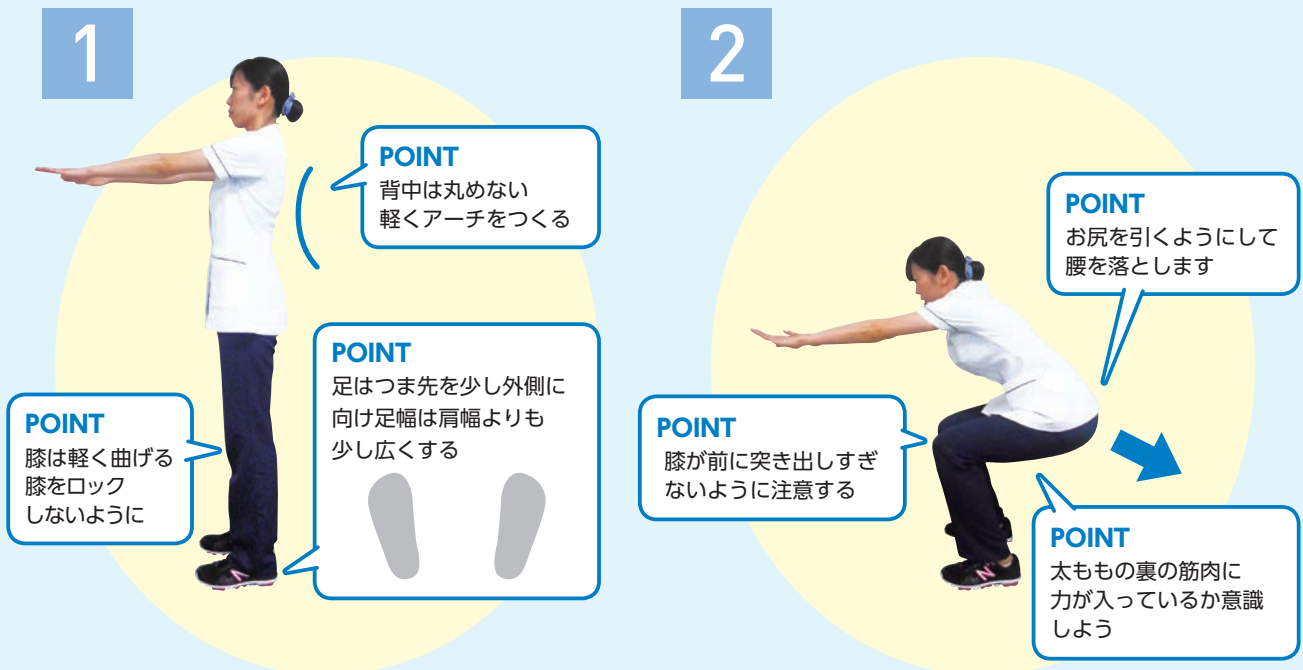 1
POINT
背中は丸めない
軽くアーチをつくる
POINT
膝は軽く曲げる
膝をロック
しないように
POINT
足はつま先を少し外側に
向け足幅は肩幅よりも
少し広くする
2
POINT
お尻を引くようにして
腰を落とします
POINT
膝が前に突き出しすぎ
ないように注意する
POINT
太ももの裏の筋肉に
力が入っているか意識
しよう
N
N